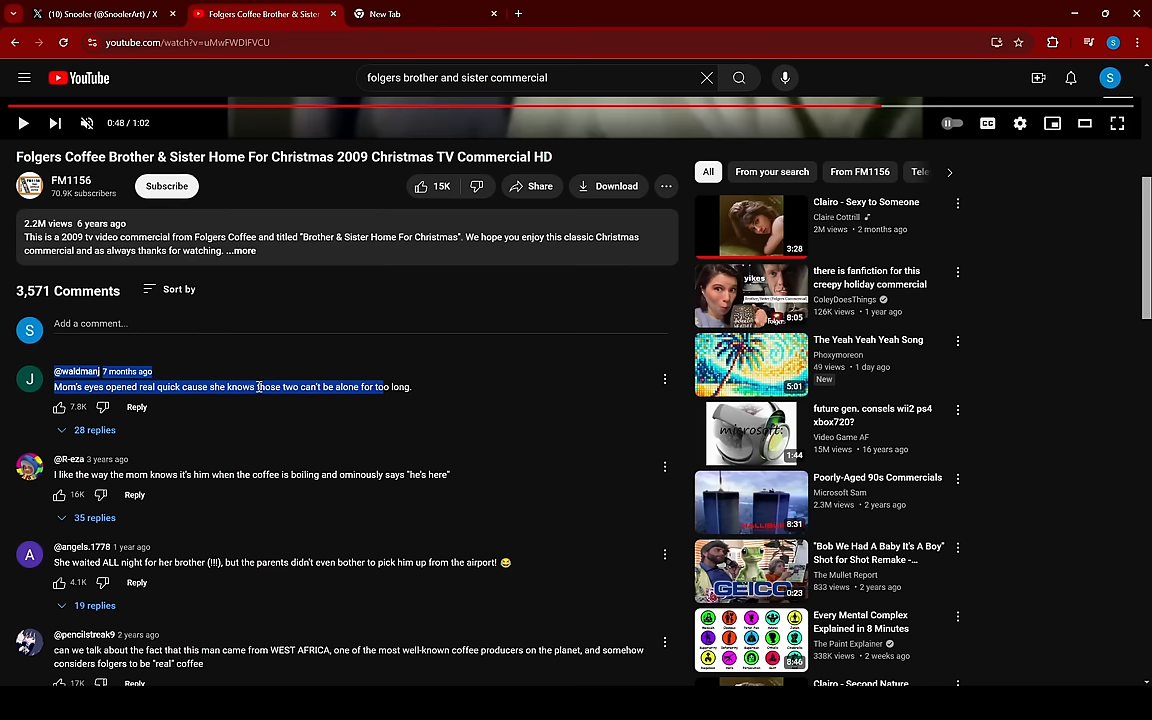 (10) Snooler (@SnoolerArt) / X
Folgers Coffee Brother & Sister
New Tab
youtube.com/watch?v=uMwFWDIFVCU
S
YouTube
folgers brother and sister commercial
S
0:48 / 1:02
CC
Folgers Coffee Brother & Sister Home For Christmas 2009 Christmas TV Commercial HD
FM1156
70.9K subscribers
Subscribe
15K
Share
Download
2.2M views 6 years ago
This is a 2009 tv video commercial from Folgers Coffee and titled "Brother & Sister Home For Christmas". We hope you enjoy this classic Christmas
commercial and as always thanks for watching. ...more
3,571 Comments
Sort by
S
Add a comment...
J
@waldmanj 7 months ago
Mom's eyes opened real quick cause she knows those two can't be alone for too long.
7.8K
Reply
28 replies
@R-eza 3 years ago
I like the way the mom knows it's him when the coffee is boiling and ominously says "he's here"
16K
Reply
35 replies
A
@angels.1778 1 year ago
She waited ALL night for her brother (!!!), but the parents didn't even bother to pick him up from the airport! 😂
4.1K
Reply
19 replies
@pencilstreak9 2 years ago
can we talk about the fact that this man came from WEST AFRICA, one of the most well-known coffee producers on the planet, and somehow
considers folgers to be "real" coffee
17K
Reply
All
From your search
From FM1156
Tele
Clairo - Sexy to Someone
Claire Cottrill
2M views • 2 months ago
3:28
there is fanfiction for this
creepy holiday commercial
ColeyDoesThings
126K views • 1 year ago
yikes
Brother/Sister (Folgers Commercial)
8:05
The Yeah Yeah Yeah Song
Phoxymoreon
49 views • 1 day ago
New
5:01
future gen. consels wii2 ps4
xbox720?
Video Game AF
15M views • 16 years ago
microsoft:
1:44
Poorly-Aged 90s Commercials
Microsoft Sam
2.3M views • 2 years ago
8:31
"Bob We Had A Baby It's A Boy"
Shot for Shot Remake -...
The Mullet Report
833 views • 2 years ago
GEICO
0:23
Every Mental Complex
Explained in 8 Minutes
The Paint Explainer
338K views • 2 weeks ago
8:46
Clairo - Second Nature